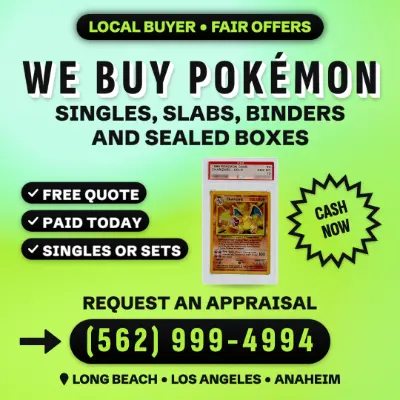 LOCAL BUYER • FAIR OFFERS
WE BUY POKÉMON
SINGLES, SLABS, BINDERS
AND SEALED BOXES
✓ FREE QUOTE
✓ PAID TODAY
✓ SINGLES OR SETS
CASH
NOW
Charizard
REQUEST AN APPRAISAL
(562) 999-4994
LONG BEACH • LOS ANGELES • ANAHEIM